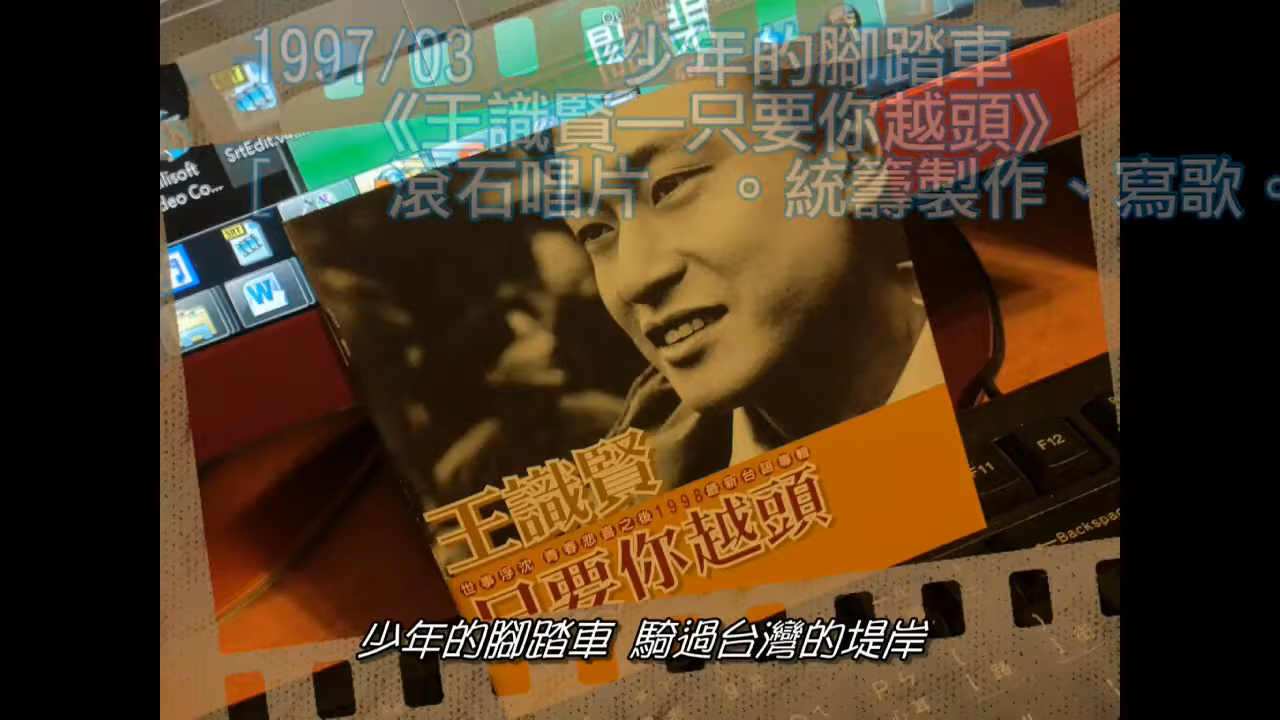 1997/03 少年的腳踏車
《王識賢—只要你越頭》
[ 滾石唱片 。統籌製作、寫歌。
SrtEdit
alisoft
deo Co...
SRT
W
王識賢
世事浮沈 青春悲喜之後1998最新台語專輯
只要你越頭
F11
F12
Backspac
少年的腳踏車 騎過台灣的堤岸